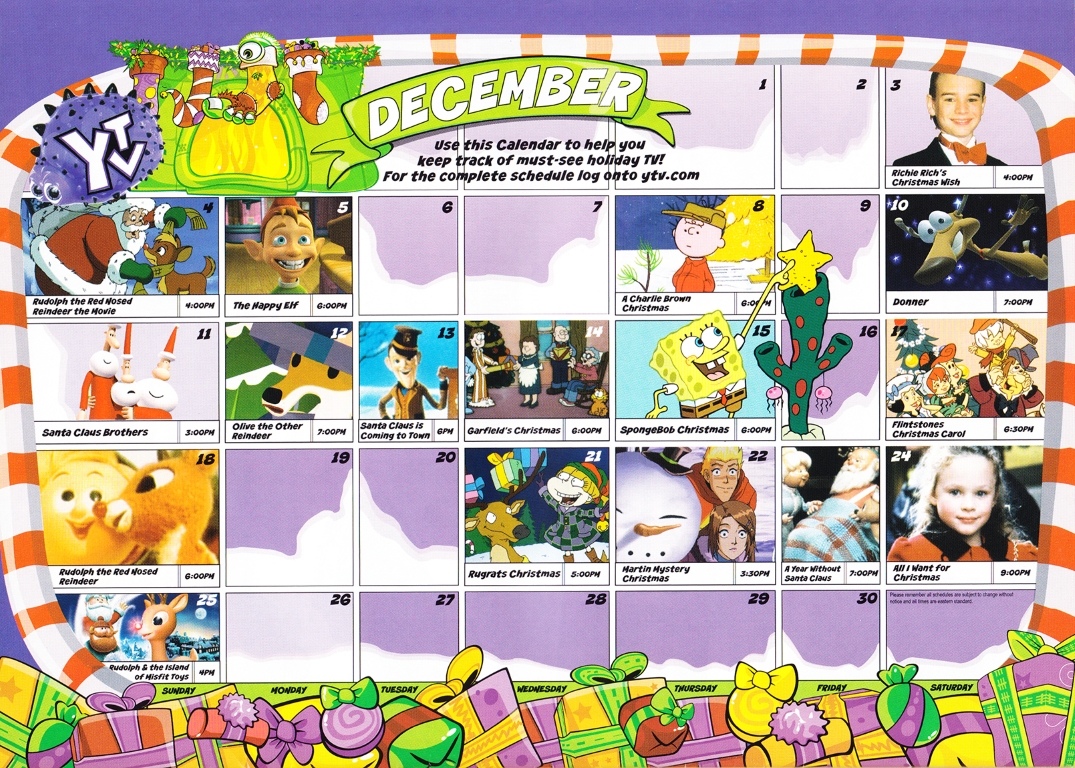 YTV
DECEMBER
Use this Calendar to help you
keep track of must-see holiday TV!
For the complete schedule log onto ytv.com
1
2
3
Richie Rich's
Christmas Wish
4:00PM
4
Rudolph the Red Nosed
Reindeer the Movie
4:00PM
5
The Happy Elf
6:00PM
6
7
8
A Charlie Brown
Christmas
6:00PM
9
10
Donner
7:00PM
11
Santa Claus Brothers
3:00PM
12
Olive the Other
Reindeer
7:00PM
13
Santa Claus is
Coming to Town
6PM
14
Garfield's Christmas
6:00PM
15
SpongeBob Christmas
6:00PM
16
17
Flintstones
Christmas Carol
6:30PM
18
Rudolph the Red Nosed
Reindeer
6:00PM
19
20
21
Rugrats Christmas
5:00PM
22
Martin Mystery
Christmas
3:30PM
A Year Without
Santa Claus
7:00PM
24
All I Want for
Christmas
9:00PM
25
Rudolph & the Island
of Misfit Toys
4PM
26
27
28
29
30
Please remember all schedules are subject to change without
notice and all times are eastern standard.
SUNDAY
MONDAY
TUESDAY
WEDNESDAY
THURSDAY
FRIDAY
SATURDAY